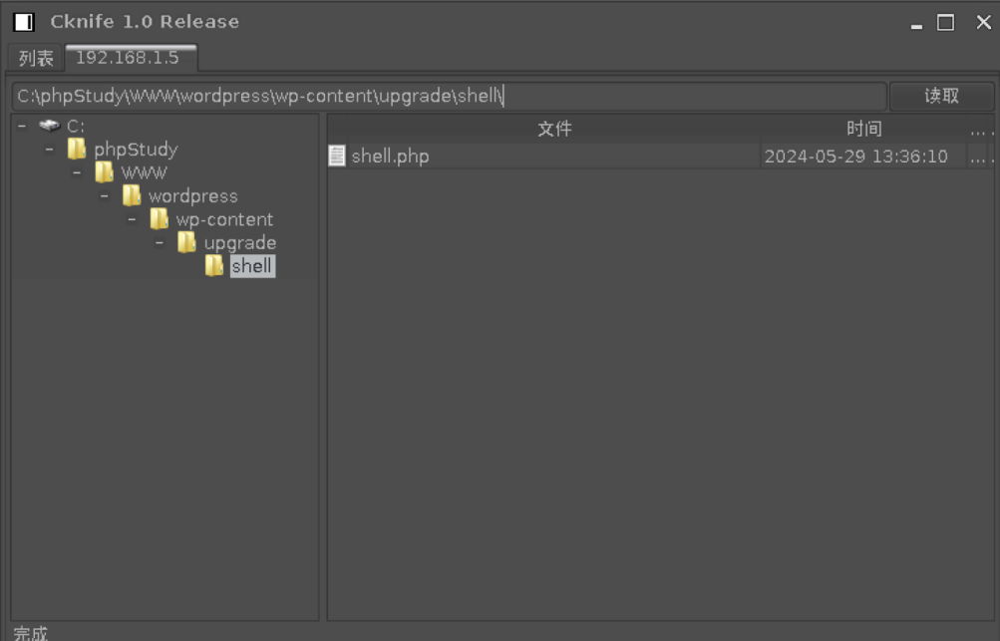 Cknife 1.0 Release
列表 192.168.1.5
C:\phpStudy\WWW\wordpress\wp-content\upgrade\shell\ 读取
C:
phpStudy
WWW
wordpress
wp-content
upgrade
shell
文件 时间 ... .
shell.php 2024-05-29 13:36:10 ... .
完成